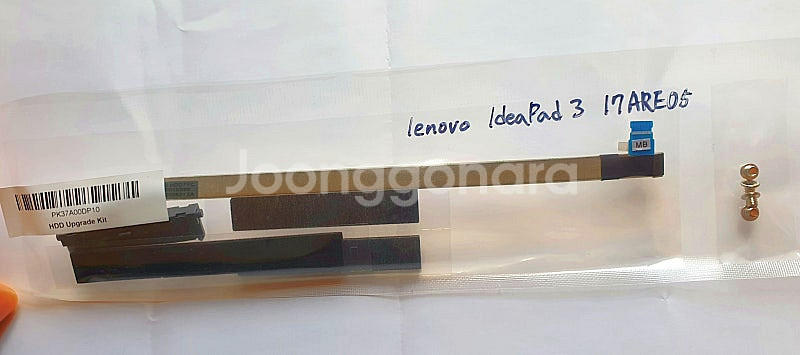 lenovo IdeaPad 3 17ARE05
MB
Joonggonara
PK37A00DP10
HDD Upgrade Kit